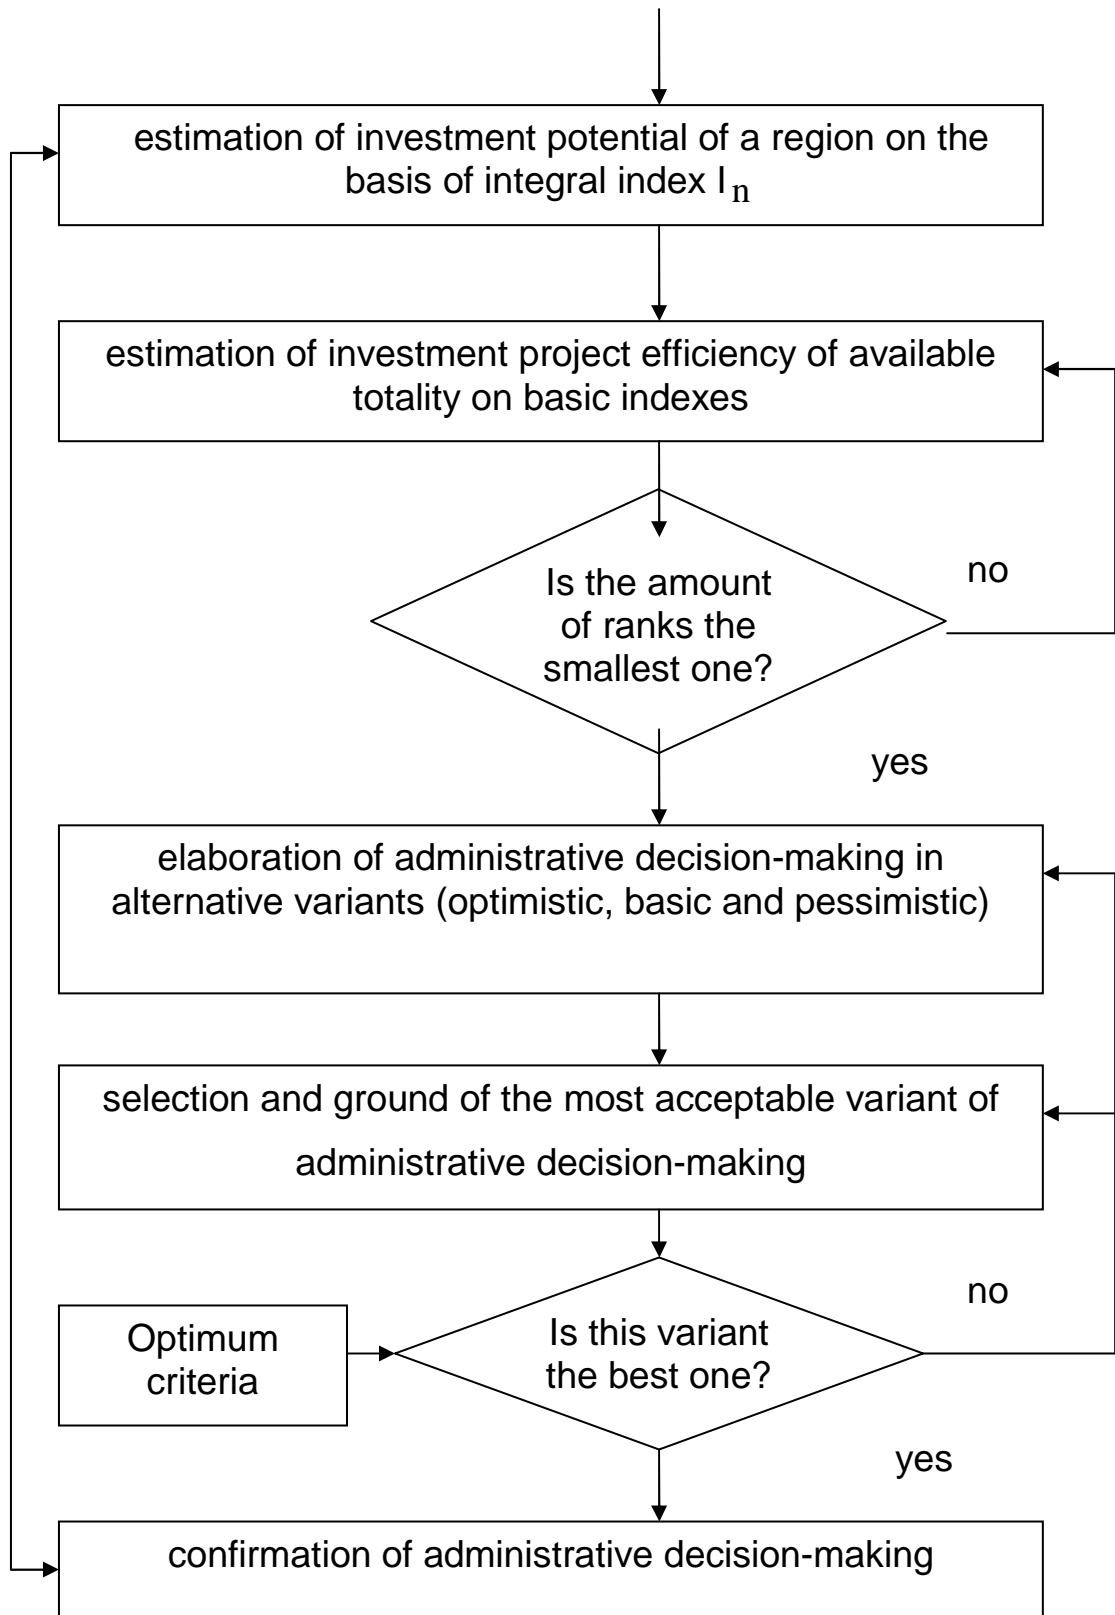 estimation of investment potential of a region on the
basis of integral index I n
estimation of investment project efficiency of available
totality on basic indexes
Is the amount
of ranks the
smallest one?
no
yes
elaboration of administrative decision-making in
alternative variants (optimistic, basic and pessimistic)
selection and ground of the most acceptable variant of
administrative decision-making
no
Optimum
criteria
Is this variant
the best one?
yes
confirmation of administrative decision-making